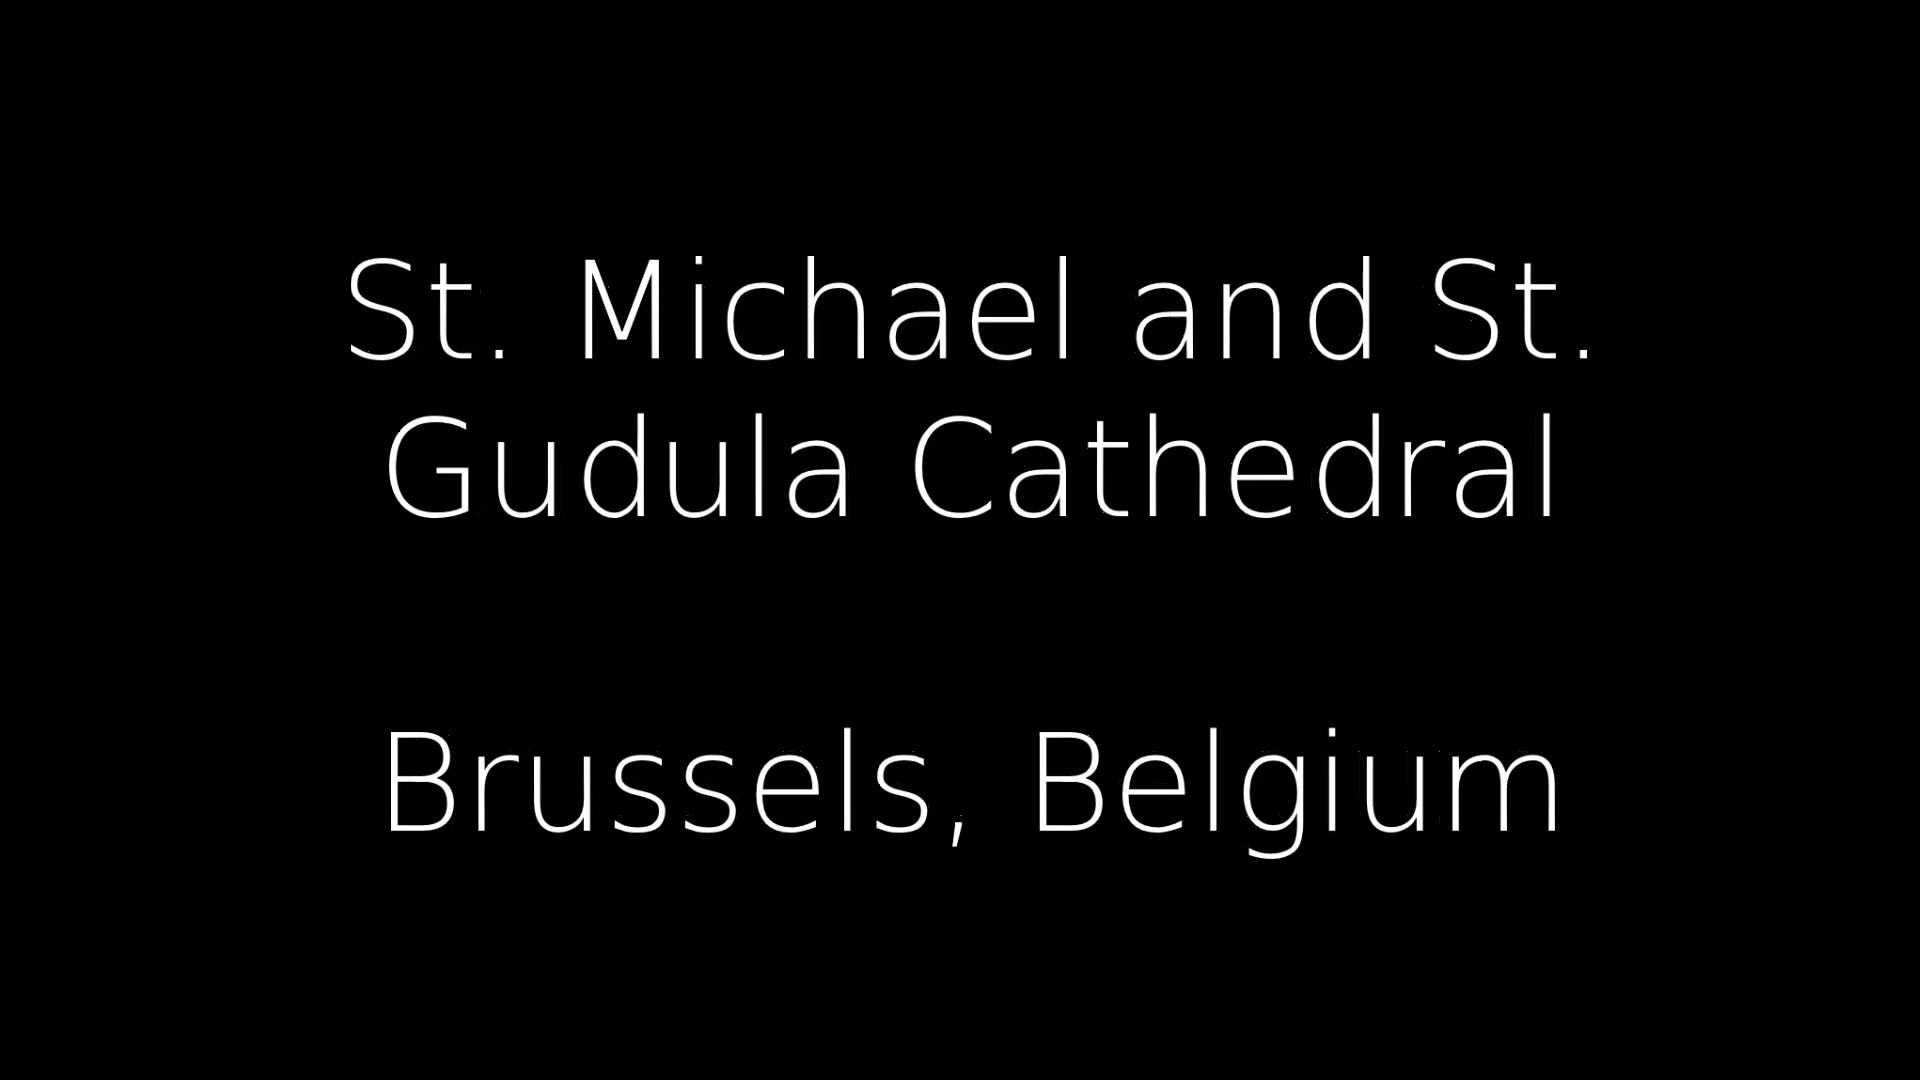 St. Michael and St.
Gudula Cathedral
Brussels, Belgium